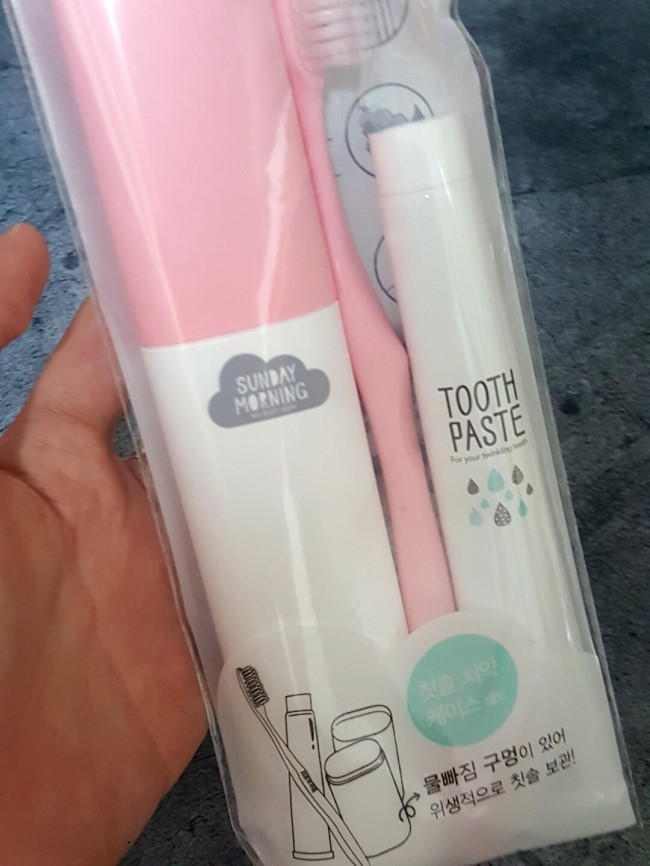 SUNDAY
MORNING
TOOTH
PASTE
For your twinkling tooth
칫솔, 치약
케이스
물빠짐 구멍이 있어
위생적으로 칫솔 보관!